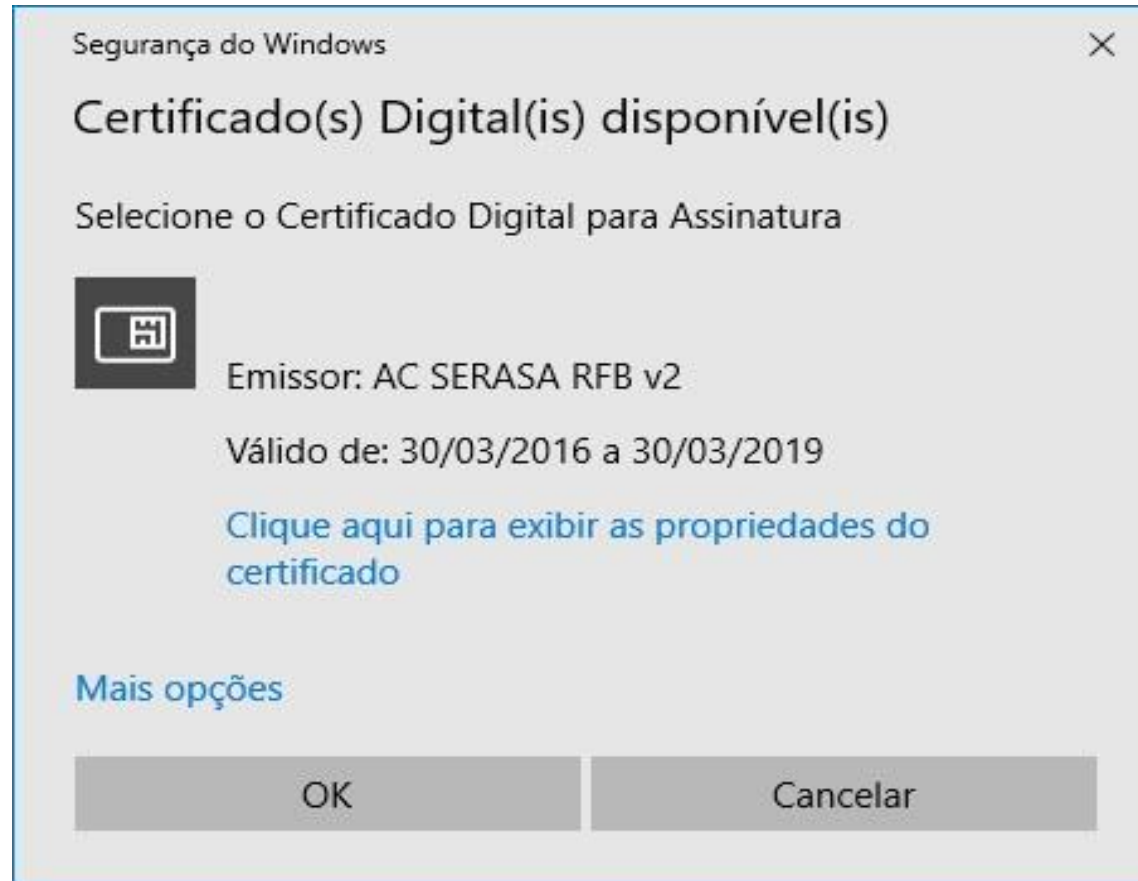 Segurança do Windows
Certificado(s) Digital(is) disponível(is)
Selecione o Certificado Digital para Assinatura
Emissor: AC SERASA RFB v2
Válido de: 30/03/2016 a 30/03/2019
Clique aqui para exibir as propriedades do
certificado
Mais opções
OK
Cancelar